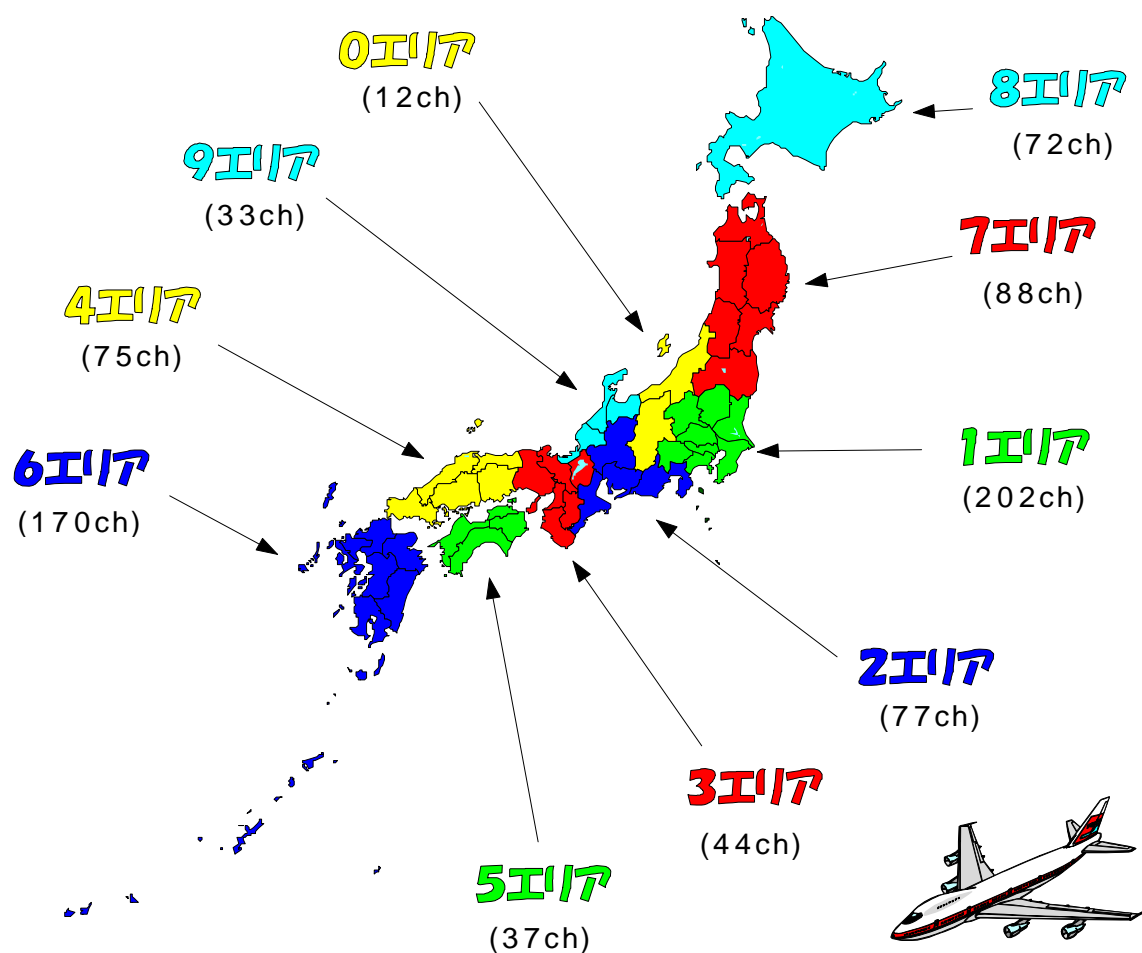 0エリア
(12ch)
8エリア
(72ch)
9エリア
(33ch)
7エリア
(88ch)
4エリア
(75ch)
1エリア
(202ch)
6エリア
(170ch)
2エリア
(77ch)
3エリア
(44ch)
5エリア
(37ch)